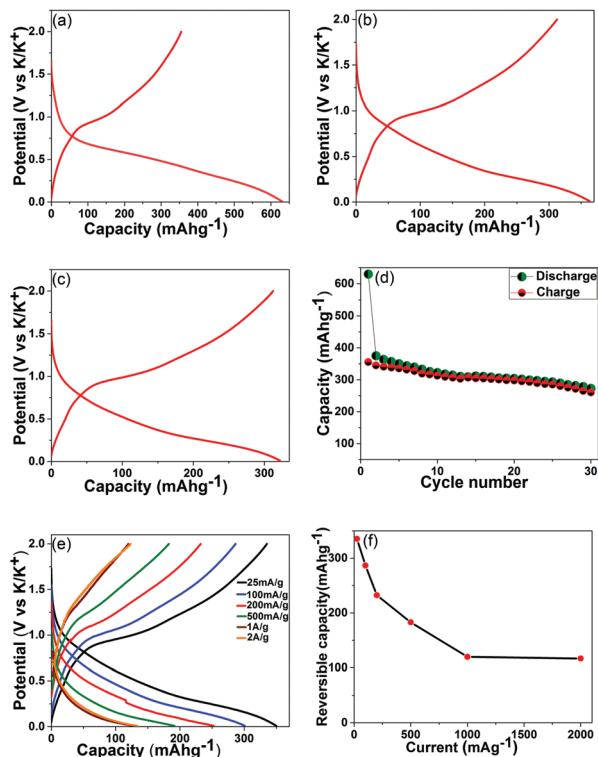 (a)
2.0
1.5
1.0
0.5
0.0
0 100 200 300 400 500 600
Potential (V vs K/K+)
Capacity (mAhg-1)
(b)
2.0
1.5
1.0
0.5
0.0
0 100 200 300
Potential (V vs K/K+)
Capacity (mAhg-1)
(c)
2.0
1.5
1.0
0.5
0.0
0 50 100 150 200 250 300
Potential (V vs K/K+)
Capacity (mAhg-1)
(d)
Discharge
Charge
600
500
400
300
200
100
0 10 20 30
Capacity (mAhg-1)
Cycle number
(e)
25mA/g
100mA/g
200mA/g
500mA/g
1A/g
2A/g
2.0
1.5
1.0
0.5
0.0
0 100 200 300
Potential (V vs K/K+)
Capacity (mAhg-1)
(f)
300
200
100
0
0 500 1000 1500 2000
Reversible capacity(mAhg-1)
Current (mAg-1)